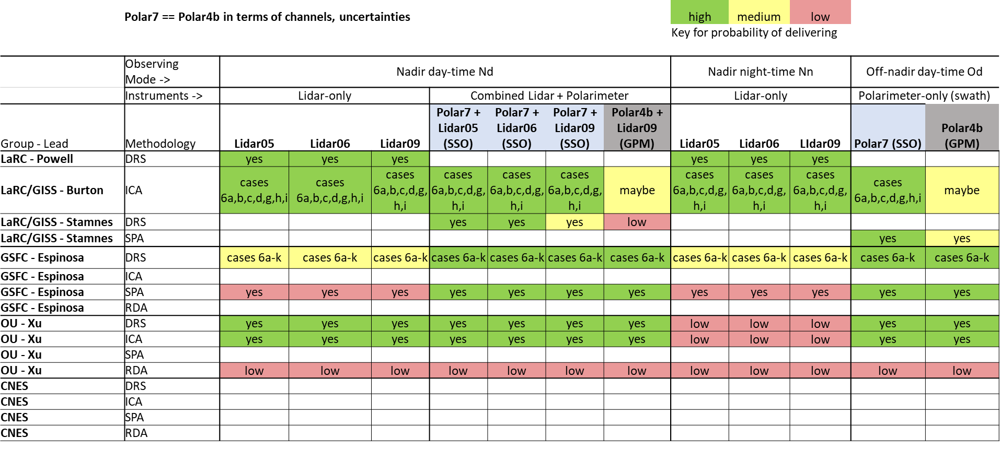 Polar7 == Polar4b in terms of channels, uncertainties
high medium low
Key for probability of delivering
Observing Mode -> Nadir day-time Nd Nadir night-time Nn Off-nadir day-time Od
Instruments -> Lidar-only Combined Lidar + Polarimeter Lidar-only Polarimeter-only (swath)
Group - Lead Methodology Lidar05 Lidar06 Lidar09 Polar7 + Lidar05 (SSO) Polar7 + Lidar06 (SSO) Polar7 + Lidar09 (SSO) Polar4b + Lidar09 (GPM) Lidar05 Lidar06 LIdar09 Polar7 (SSO) Polar4b (GPM)
LaRC - Powell DRS yes yes yes yes yes yes
LaRC/GISS - Burton ICA cases 6a,b,c,d,g,h,i cases 6a,b,c,d,g,h,i cases 6a,b,c,d,g, h,i cases 6a,b,c,d,g, h,i cases 6a,b,c,d,g, h,i cases 6a,b,c,d,g, h,i maybe cases 6a,b,c,d,g, h,i cases 6a,b,c,d,g, h,i cases 6a,b,c,d,g, h,i cases 6a,b,c,d,g,h,i maybe
LaRC/GISS - Stamnes DRS yes yes yes low
LaRC/GISS - Stamnes SPA yes yes
GSFC - Espinosa DRS cases 6a-k cases 6a-k cases 6a-k cases 6a-k cases 6a-k cases 6a-k cases 6a-k cases 6a-k cases 6a-k cases 6a-k cases 6a-k cases 6a-k
GSFC - Espinosa ICA
GSFC - Espinosa SPA yes yes yes yes yes yes yes yes yes yes yes yes
GSFC - Espinosa RDA
OU - Xu DRS yes yes yes yes yes yes yes low low low yes yes
OU - Xu ICA yes yes yes yes yes yes yes low low low yes yes
OU - Xu SPA
OU - Xu RDA low low low low low low low low low low low low
CNES DRS
CNES ICA
CNES SPA
CNES RDA